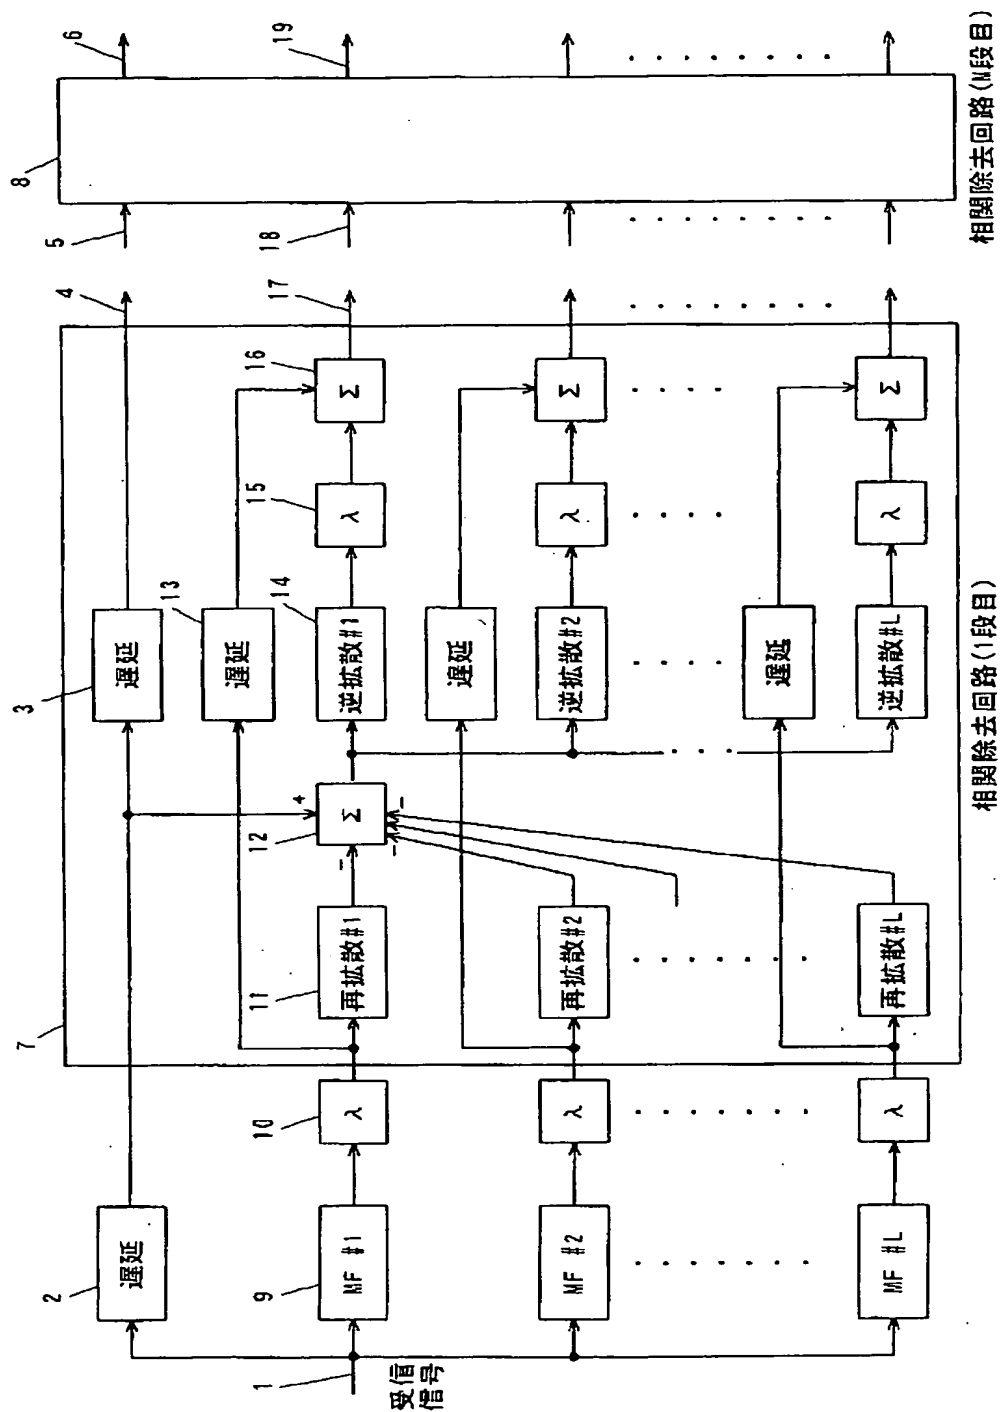 7
3
8
2
4
5
6
遅延
遅延
13
遅延
1
9
10
11
12
14
15
16
17
18
19
+
MF #1
λ
再拡散#1
−
Σ
逆拡散#1
λ
Σ
−
−
受信
信号
遅延
MF #2
λ
再拡散#2
逆拡散#2
λ
Σ
遅延
MF #L
λ
再拡散#L
逆拡散#L
λ
Σ
相関除去回路(1段目)
相関除去回路(M段目)